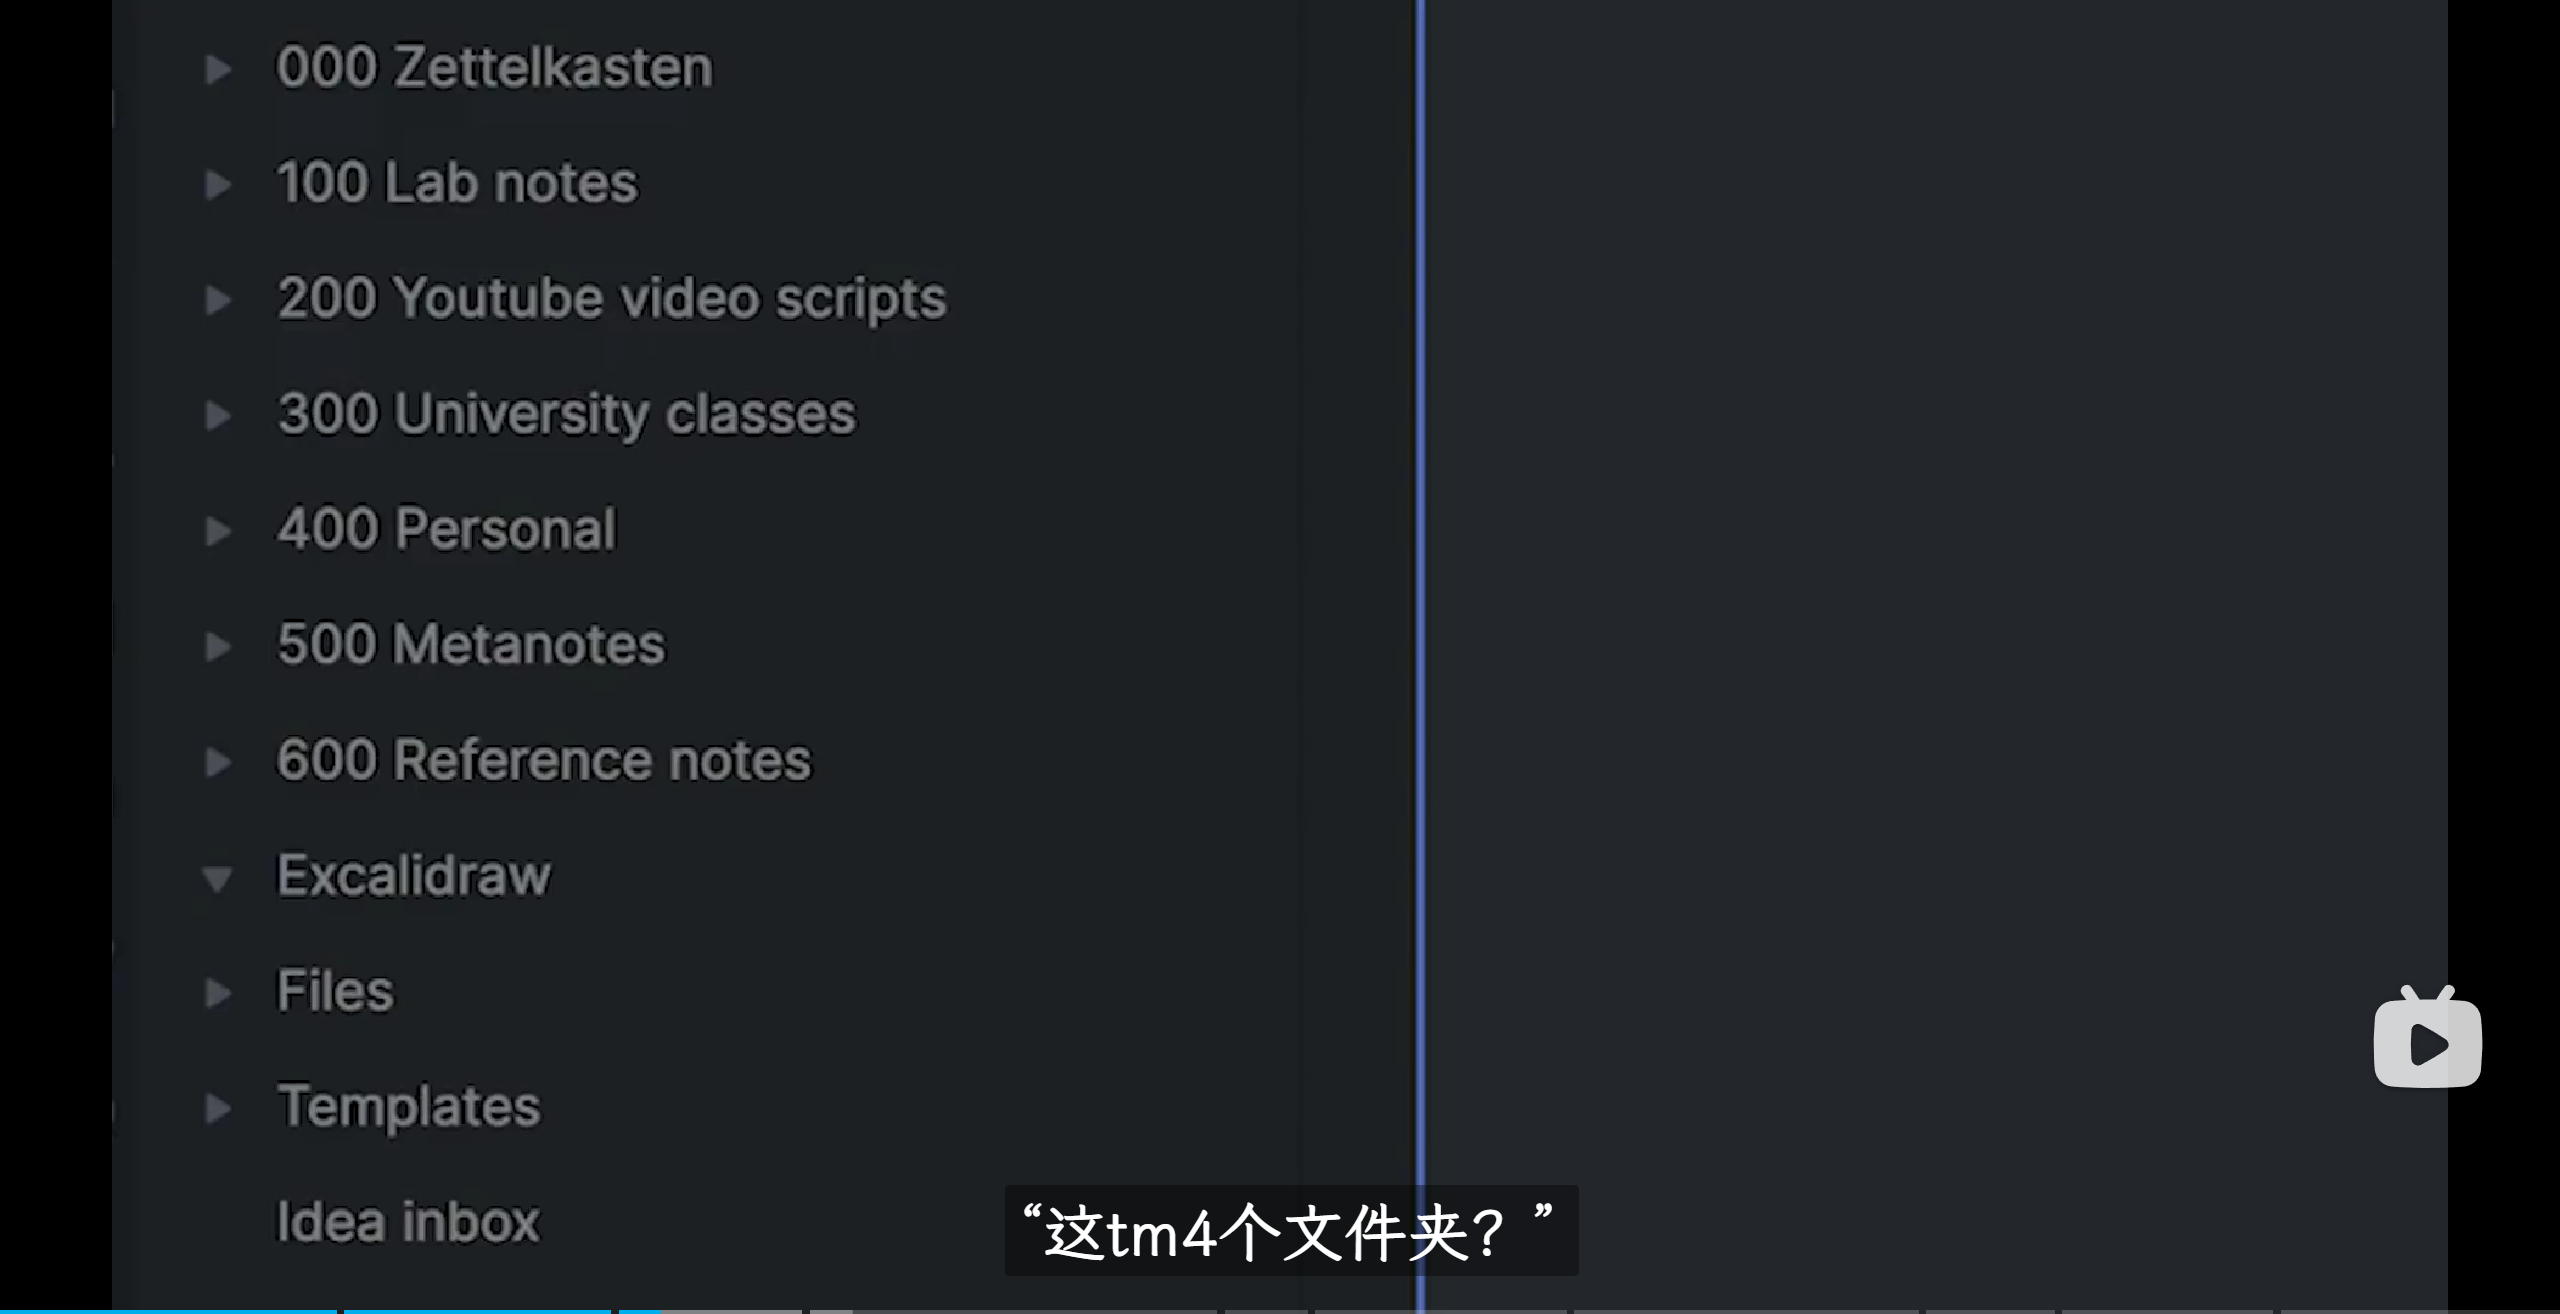 000 Zettelkasten
100 Lab notes
200 Youtube video scripts
300 University classes
400 Personal
500 Metanotes
600 Reference notes
Excalidraw
Files
Templates
Idea inbox
“这tm4个文件夹？”